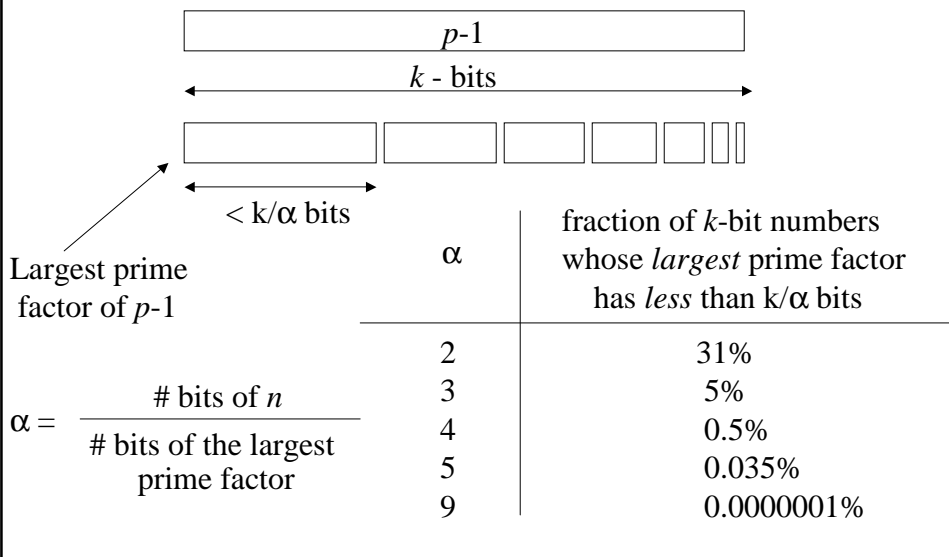 p-1
k - bits
< k/α bits
Largest prime
factor of p-1
α =
# bits of n
# bits of the largest
prime factor
α
fraction of k-bit numbers
whose largest prime factor
has less than k/α bits
2 31%
3 5%
4 0.5%
5 0.035%
9 0.0000001%